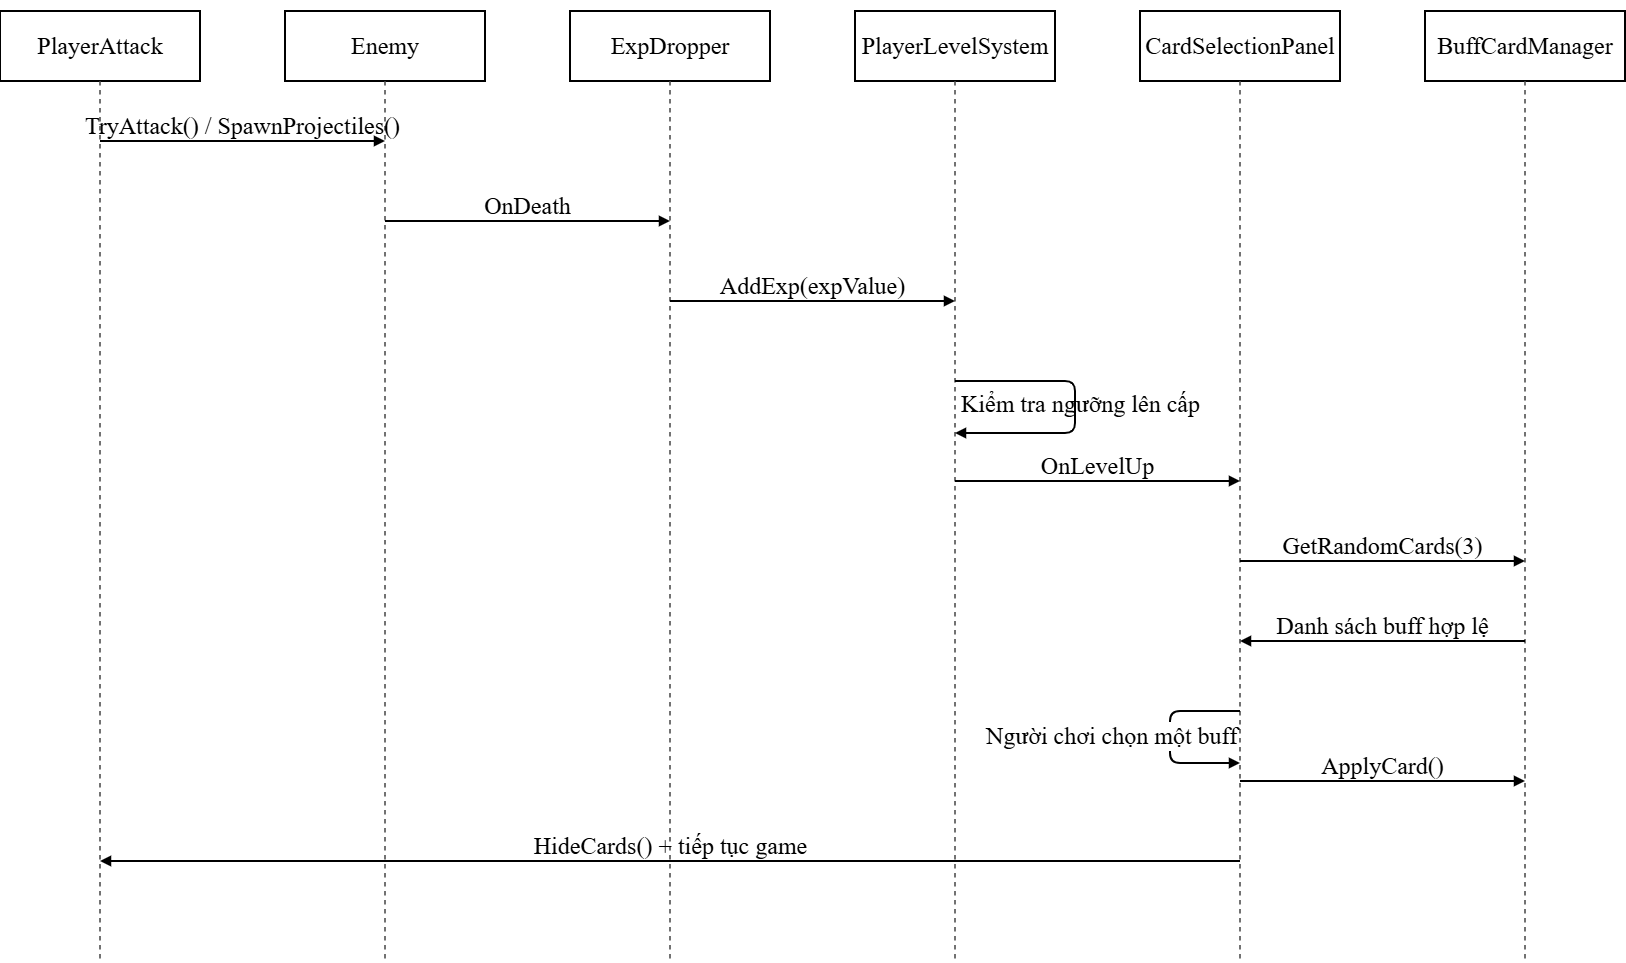 PlayerAttack
Enemy
ExpDropper
PlayerLevelSystem
CardSelectionPanel
BuffCardManager
TryAttack() / SpawnProjectiles()
OnDeath
AddExp(expValue)
Kiểm tra ngưỡng lên cấp
OnLevelUp
GetRandomCards(3)
Danh sách buff hợp lệ
Người chơi chọn một buff
ApplyCard()
HideCards() + tiếp tục game